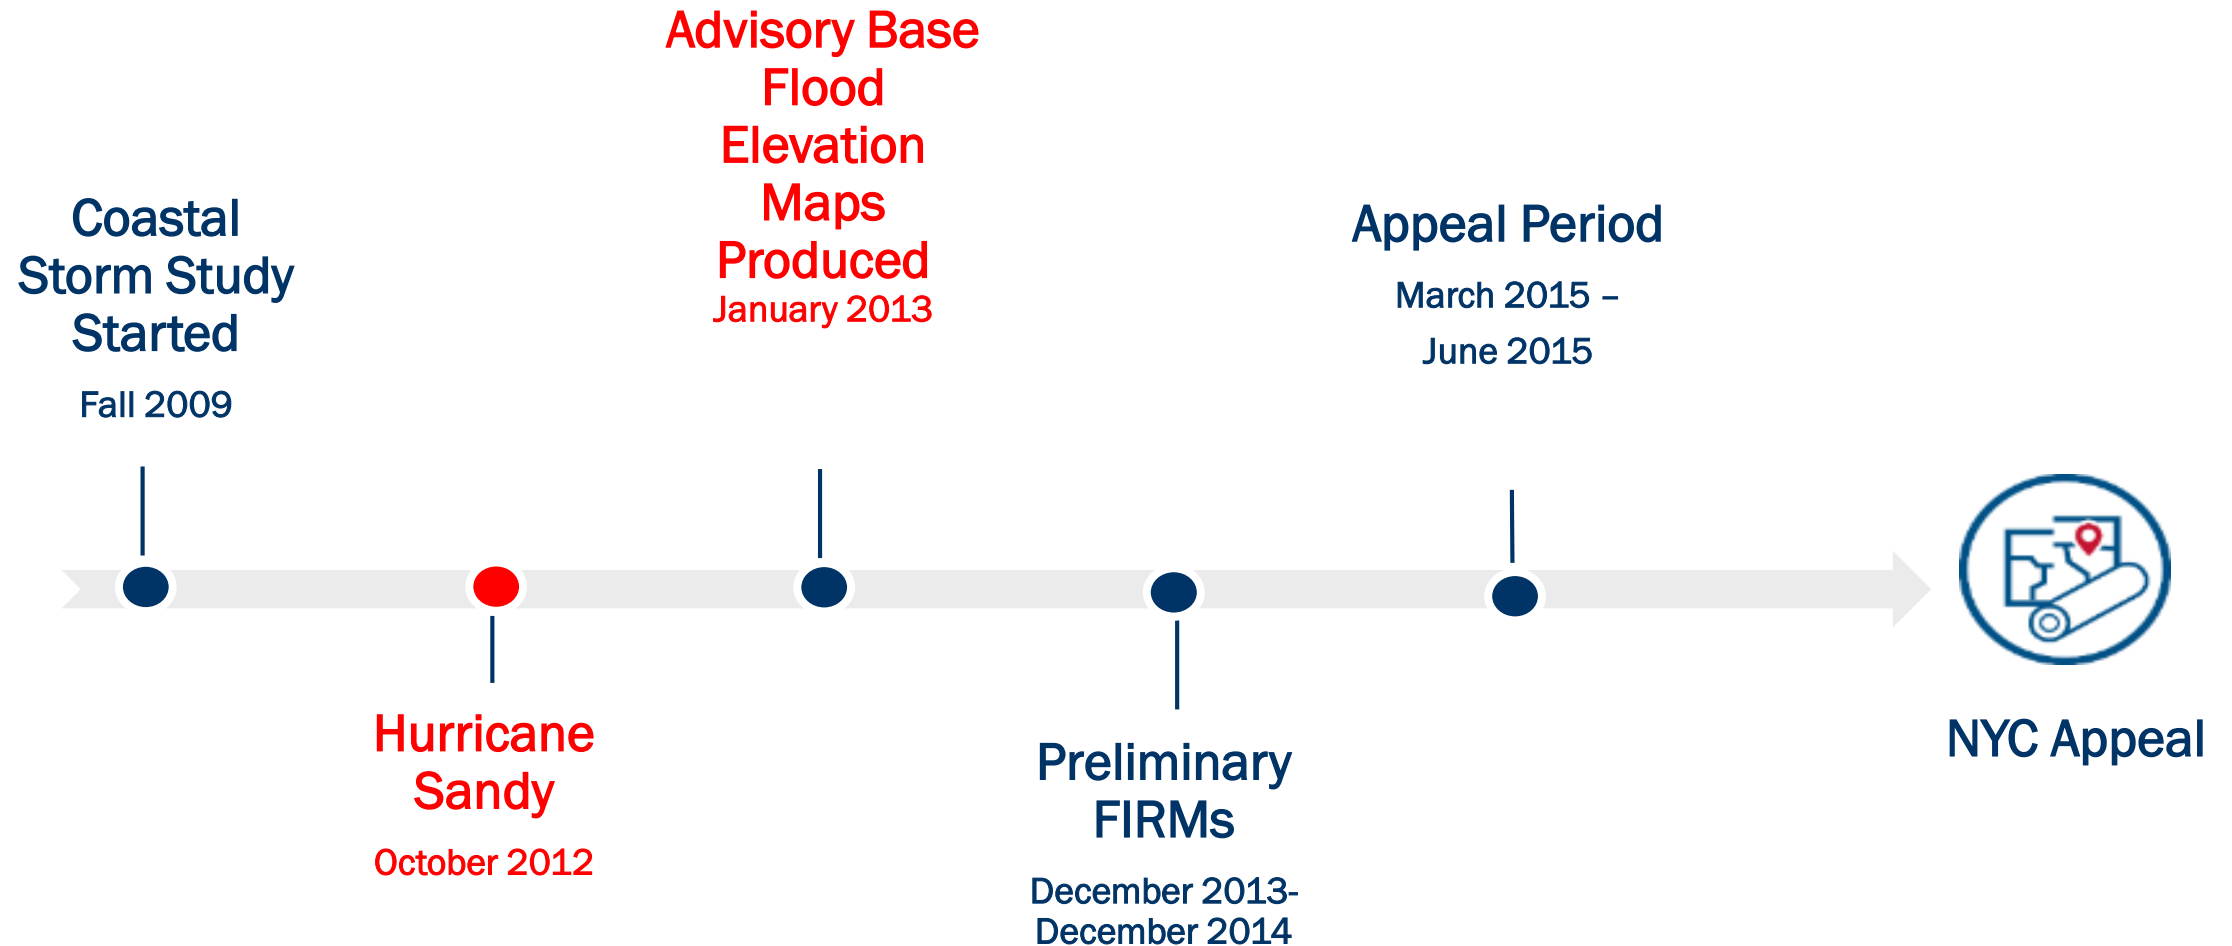 Coastal
Storm Study
Started
Fall 2009
Hurricane
Sandy
October 2012
Advisory Base
Flood
Elevation
Maps
Produced
January 2013
Preliminary
FIRMs
December 2013-
December 2014
Appeal Period
March 2015 –
June 2015
NYC Appeal